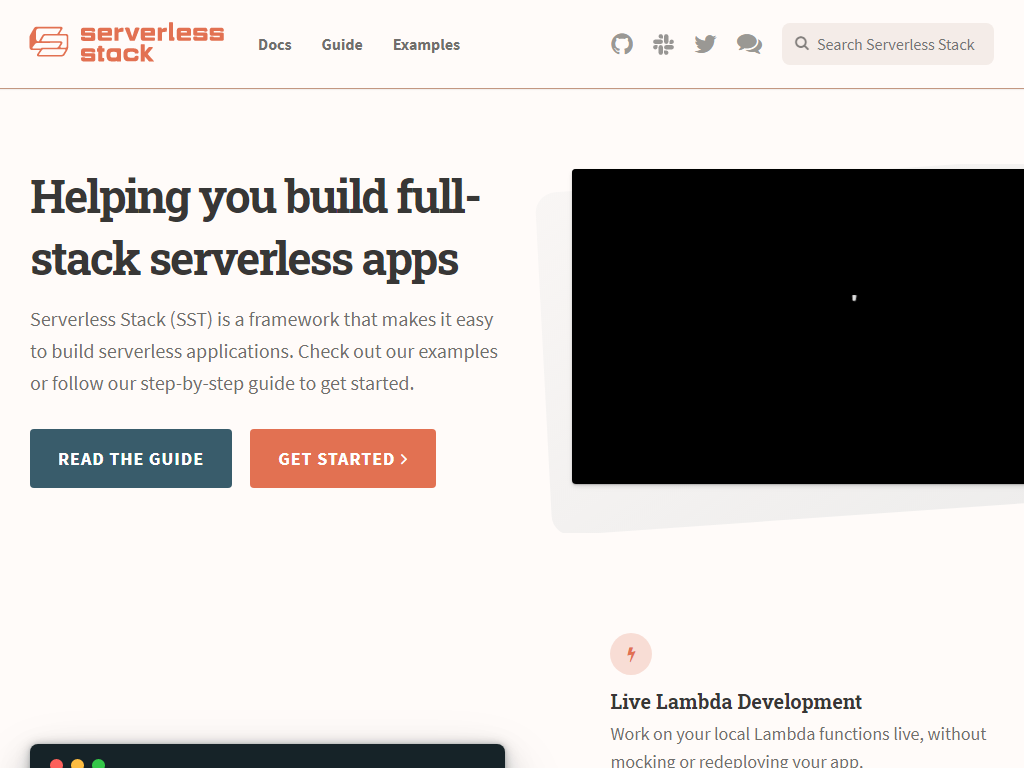 serverless
stack
Docs
Guide
Examples
Search Serverless Stack
Helping you build full-
stack serverless apps
Serverless Stack (SST) is a framework that makes it easy
to build serverless applications. Check out our examples
or follow our step-by-step guide to get started.
READ THE GUIDE
GET STARTED
Live Lambda Development
Work on your local Lambda functions live, without
mocking or redeploying your app.